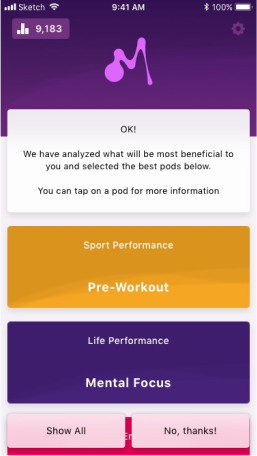 Sketch 9:41 AM 100%
9,183
OK!
We have analyzed what will be most beneficial to
you and selected the best pods below.
You can tap on a pod for more information
Sport Performance
Pre-Workout
Life Performance
Mental Focus
Show All No, thanks!